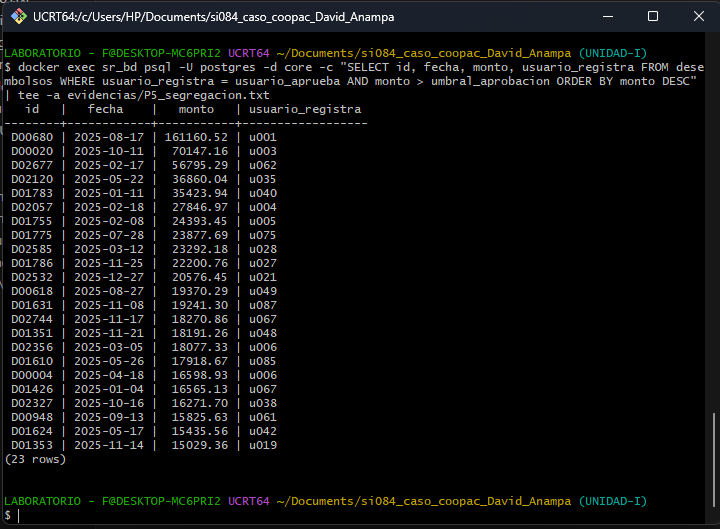 UCRT64:/c/Users/HP/Documents/si084_caso_coopac_David_Anampa
LABORATORIO - F@DESKTOP-MC6PRI2 UCRT64 ~/Documents/si084_caso_coopac_David_Anampa (UNIDAD-I)
$ docker exec sr_bd psql -U postgres -d core -c "SELECT id, fecha, monto, usuario_registra FROM dese
mbolsos WHERE usuario_registra = usuario_aprueba AND monto > umbral_aprobacion ORDER BY monto DESC"
| tee -a evidencias/P5_segregacion.txt
id | fecha | monto | usuario_registra
--------+------------+-----------+------------------
D00680 | 2025-08-17 | 161160.52 | u001
D00020 | 2025-10-11 | 70147.16 | u003
D02677 | 2025-02-17 | 56795.29 | u062
D02120 | 2025-05-22 | 36860.04 | u035
D01783 | 2025-01-11 | 35423.94 | u040
D02057 | 2025-02-18 | 27846.97 | u004
D01755 | 2025-02-08 | 24393.45 | u005
D01775 | 2025-07-28 | 23877.69 | u075
D02585 | 2025-03-12 | 23292.18 | u028
D01786 | 2025-11-25 | 22200.76 | u027
D02532 | 2025-12-27 | 20576.45 | u021
D00618 | 2025-08-27 | 19370.29 | u049
D01631 | 2025-11-08 | 19241.30 | u087
D02744 | 2025-11-17 | 18270.86 | u067
D01351 | 2025-11-21 | 18191.26 | u048
D02356 | 2025-03-05 | 18077.33 | u006
D01610 | 2025-05-26 | 17918.67 | u085
D00004 | 2025-04-18 | 16598.93 | u006
D01426 | 2025-01-04 | 16565.13 | u067
D02327 | 2025-10-16 | 16271.70 | u038
D00948 | 2025-09-13 | 15825.63 | u061
D01624 | 2025-05-17 | 15435.56 | u042
D01353 | 2025-11-14 | 15029.36 | u019
(23 rows)
LABORATORIO - F@DESKTOP-MC6PRI2 UCRT64 ~/Documents/si084_caso_coopac_David_Anampa (UNIDAD-I)
$